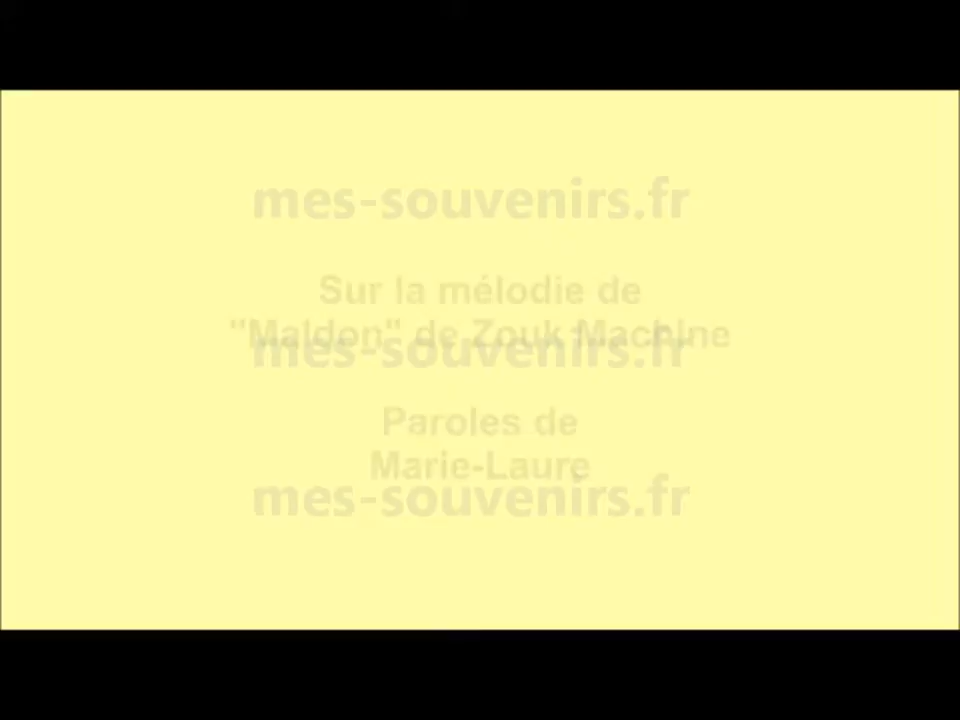 mes-souvenirs.fr
Sur la mélodie de
"Maldon" de Zouk Machine
mes-souvenirs.fr
Paroles de
Marie-Laure
mes-souvenirs.fr